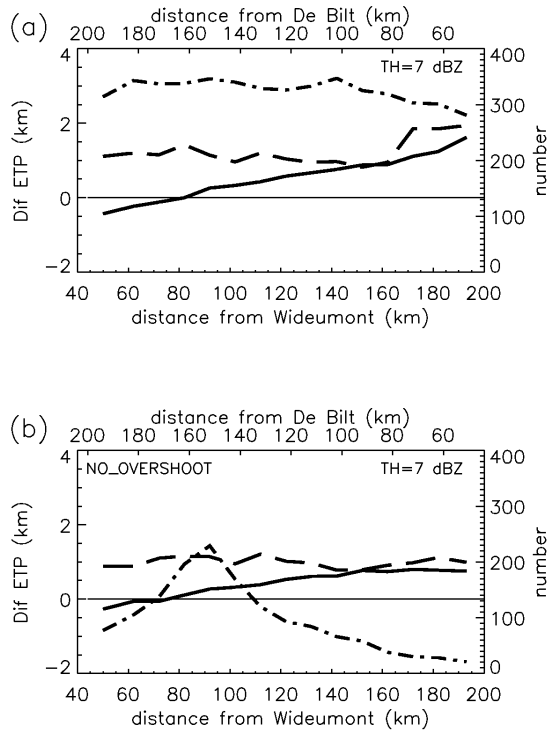 (a)
distance from De Bilt (km)
200 180 160 140 120 100 80 60
TH=7 dBZ
4
2
0
−2
Dif ETP (km)
400
300
200
100
0
number
40 60 80 100 120 140 160 180 200
distance from Wideumont (km)
(b)
distance from De Bilt (km)
200 180 160 140 120 100 80 60
NO_OVERSHOOT TH=7 dBZ
4
2
0
−2
Dif ETP (km)
400
300
200
100
0
number
40 60 80 100 120 140 160 180 200
distance from Wideumont (km)